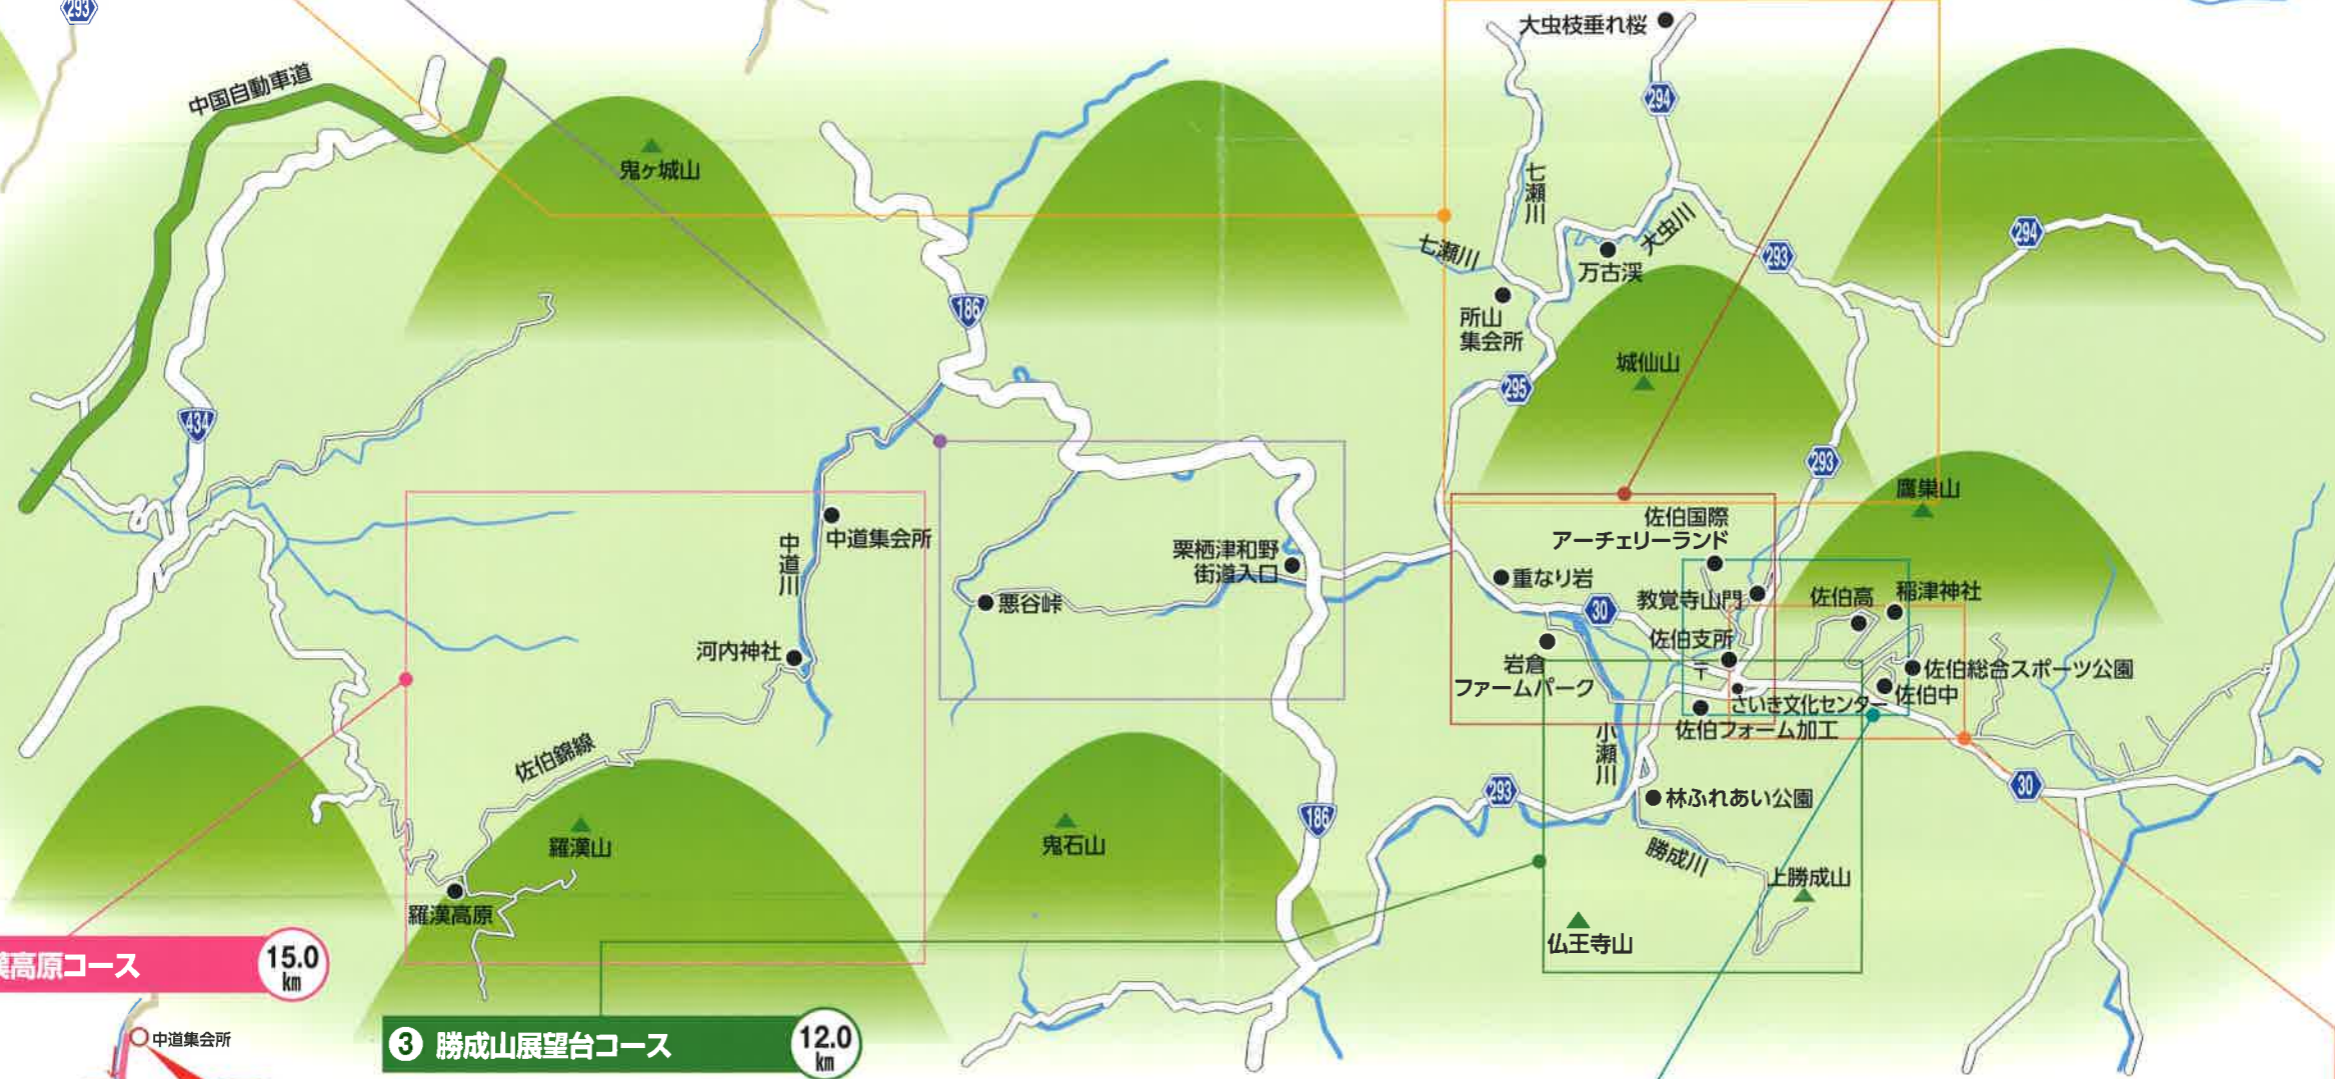 293
大虫枝垂れ桜
中国自動車道
294
鬼ヶ城山
七瀬川
大虫川
七瀬川
万古渓
293
294
186
所山
集会所
城仙山
295
434
293
鷹巣山
佐伯国際
アーチェリーランド
中道集会所
中道川
栗栖津和野
街道入口
重なり岩
悪谷峠
30
教覚寺山門
佐伯高
稲津神社
河内神社
佐伯支所
〒
岩倉
ファームパーク
佐伯総合スポーツ公園
佐伯中
さいき文化センター
佐伯フォーム加工
小瀬川
佐伯錦線
293
30
林ふれあい公園
186
羅漢山
鬼石山
勝成川
上勝成山
羅漢高原
仏王寺山
漢高原コース
15.0
km
中道集会所
3 勝成山展望台コース
12.0
km